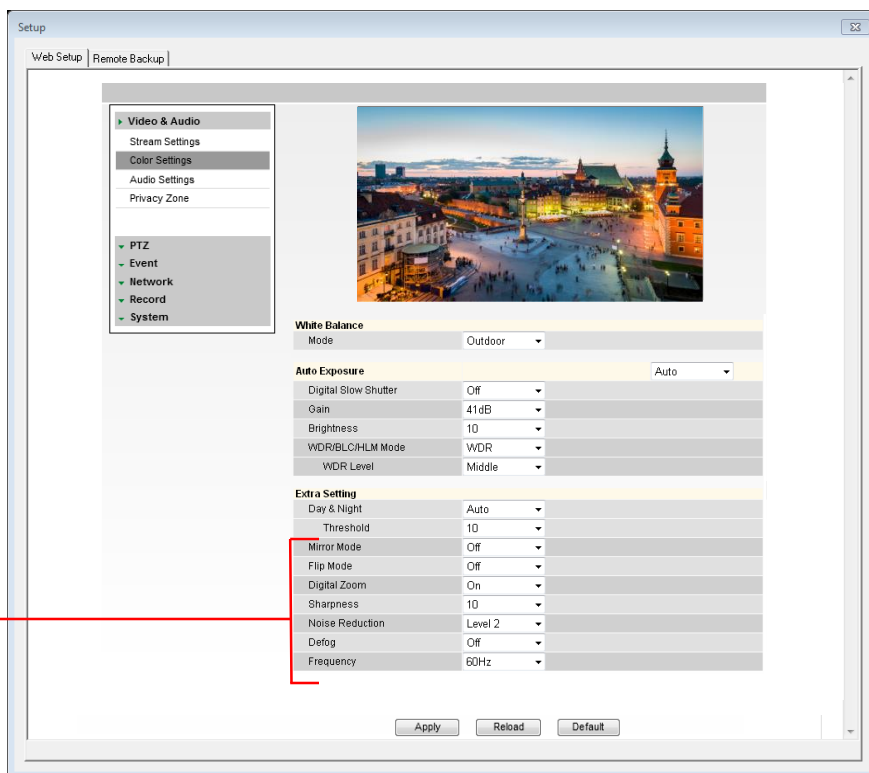 Setup
Web Setup Remote Backup
Video & Audio
Stream Settings
Color Settings
Audio Settings
Privacy Zone
PTZ
Event
Network
Record
System
White Balance
Mode Outdoor
Auto Exposure Auto
Digital Slow Shutter Off
Gain 41dB
Brightness 10
WDR/BLC/HLM Mode WDR
WDR Level Middle
Extra Setting
Day & Night Auto
Threshold 10
Mirror Mode Off
Flip Mode Off
Digital Zoom On
Sharpness 10
Noise Reduction Level 2
Defog Off
Frequency 60Hz
Apply Reload Default